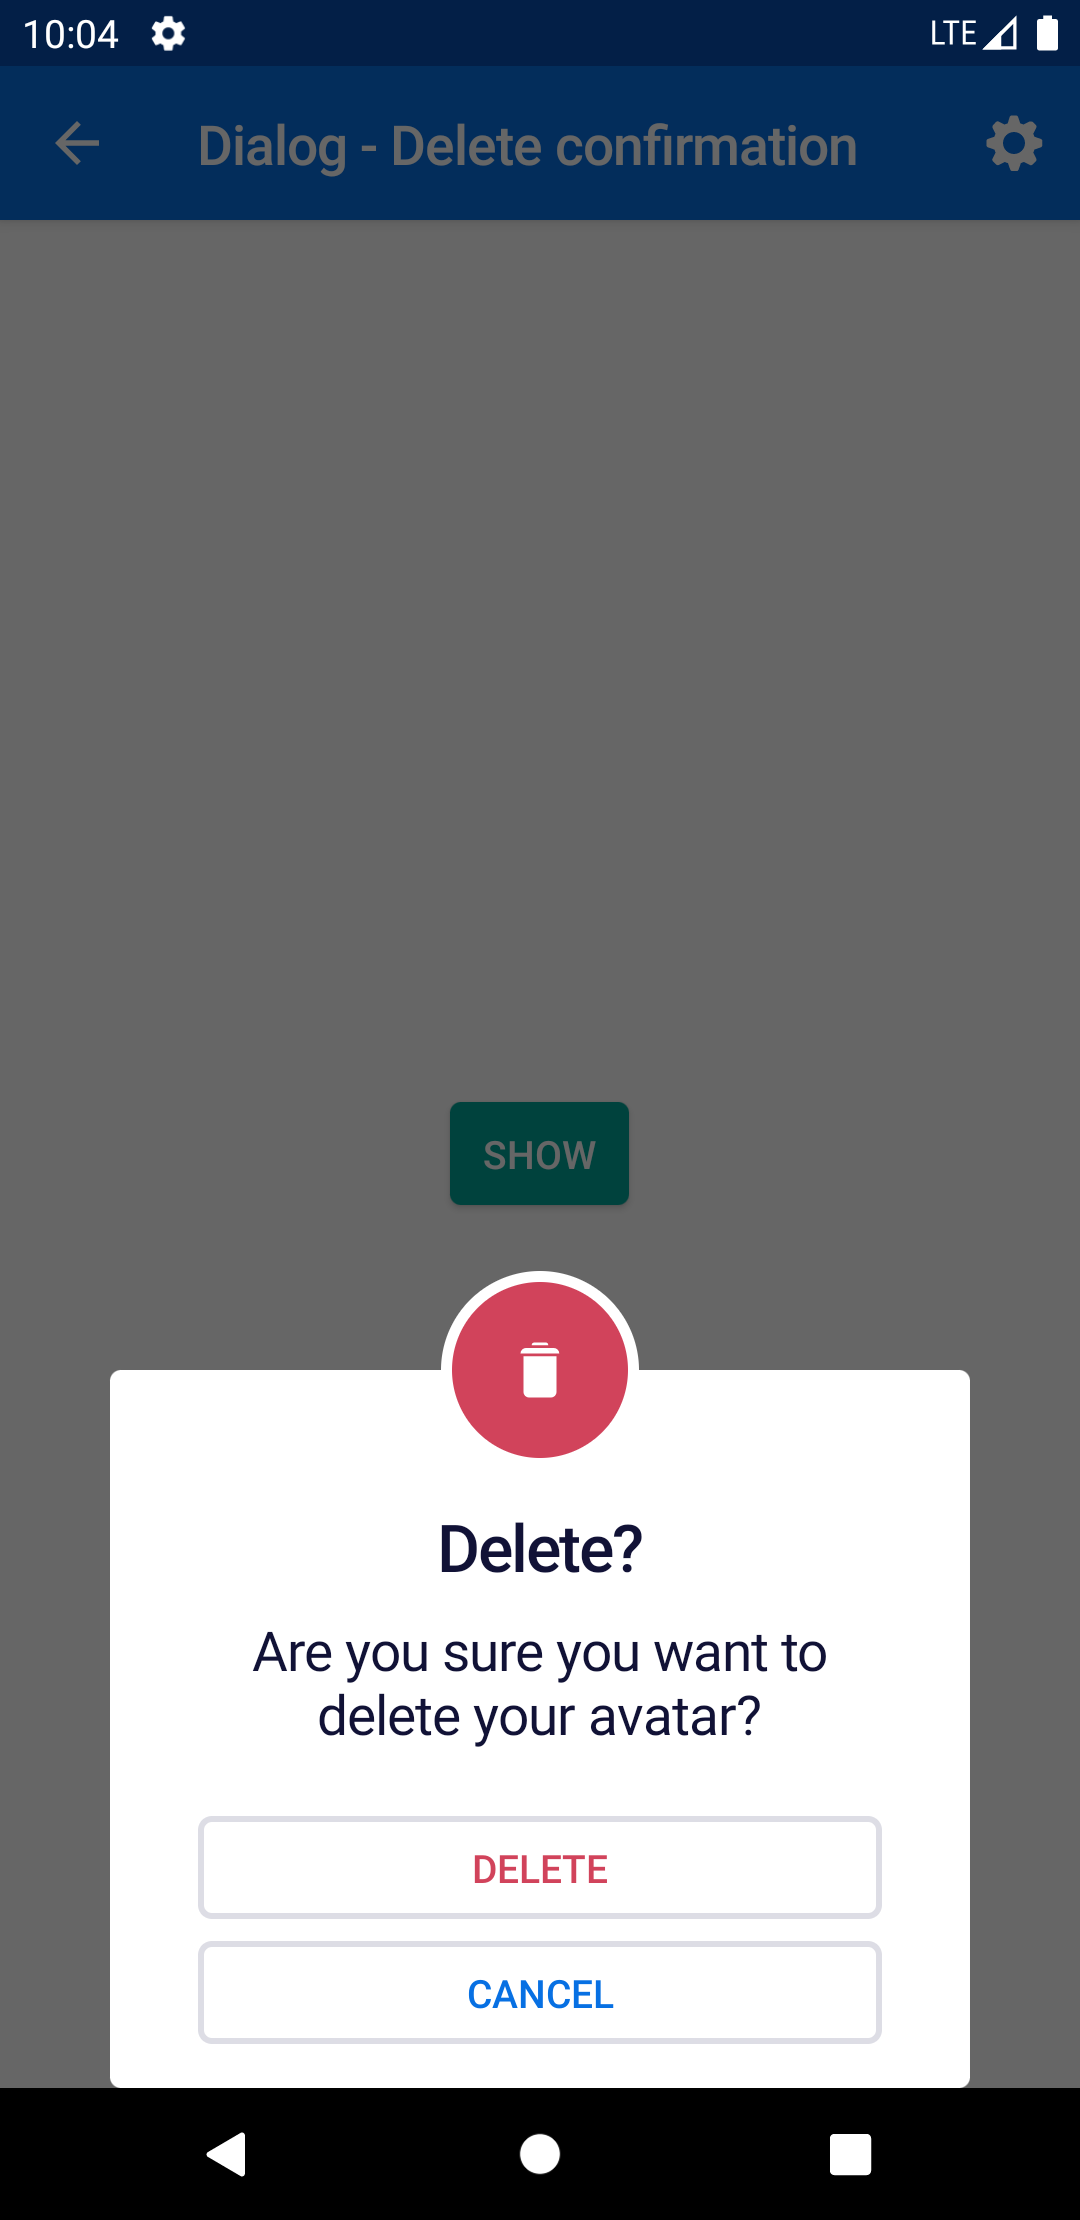 10:04
LTE
Dialog - Delete confirmation
SHOW
Delete?
Are you sure you want to
delete your avatar?
DELETE
CANCEL